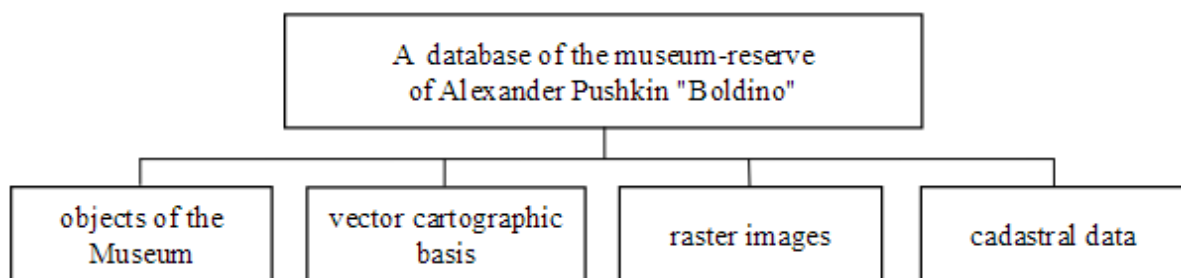 A database of the museum-reserve
of Alexander Pushkin "Boldino"
objects of the
Museum
vector cartographic
basis
raster images
cadastral data